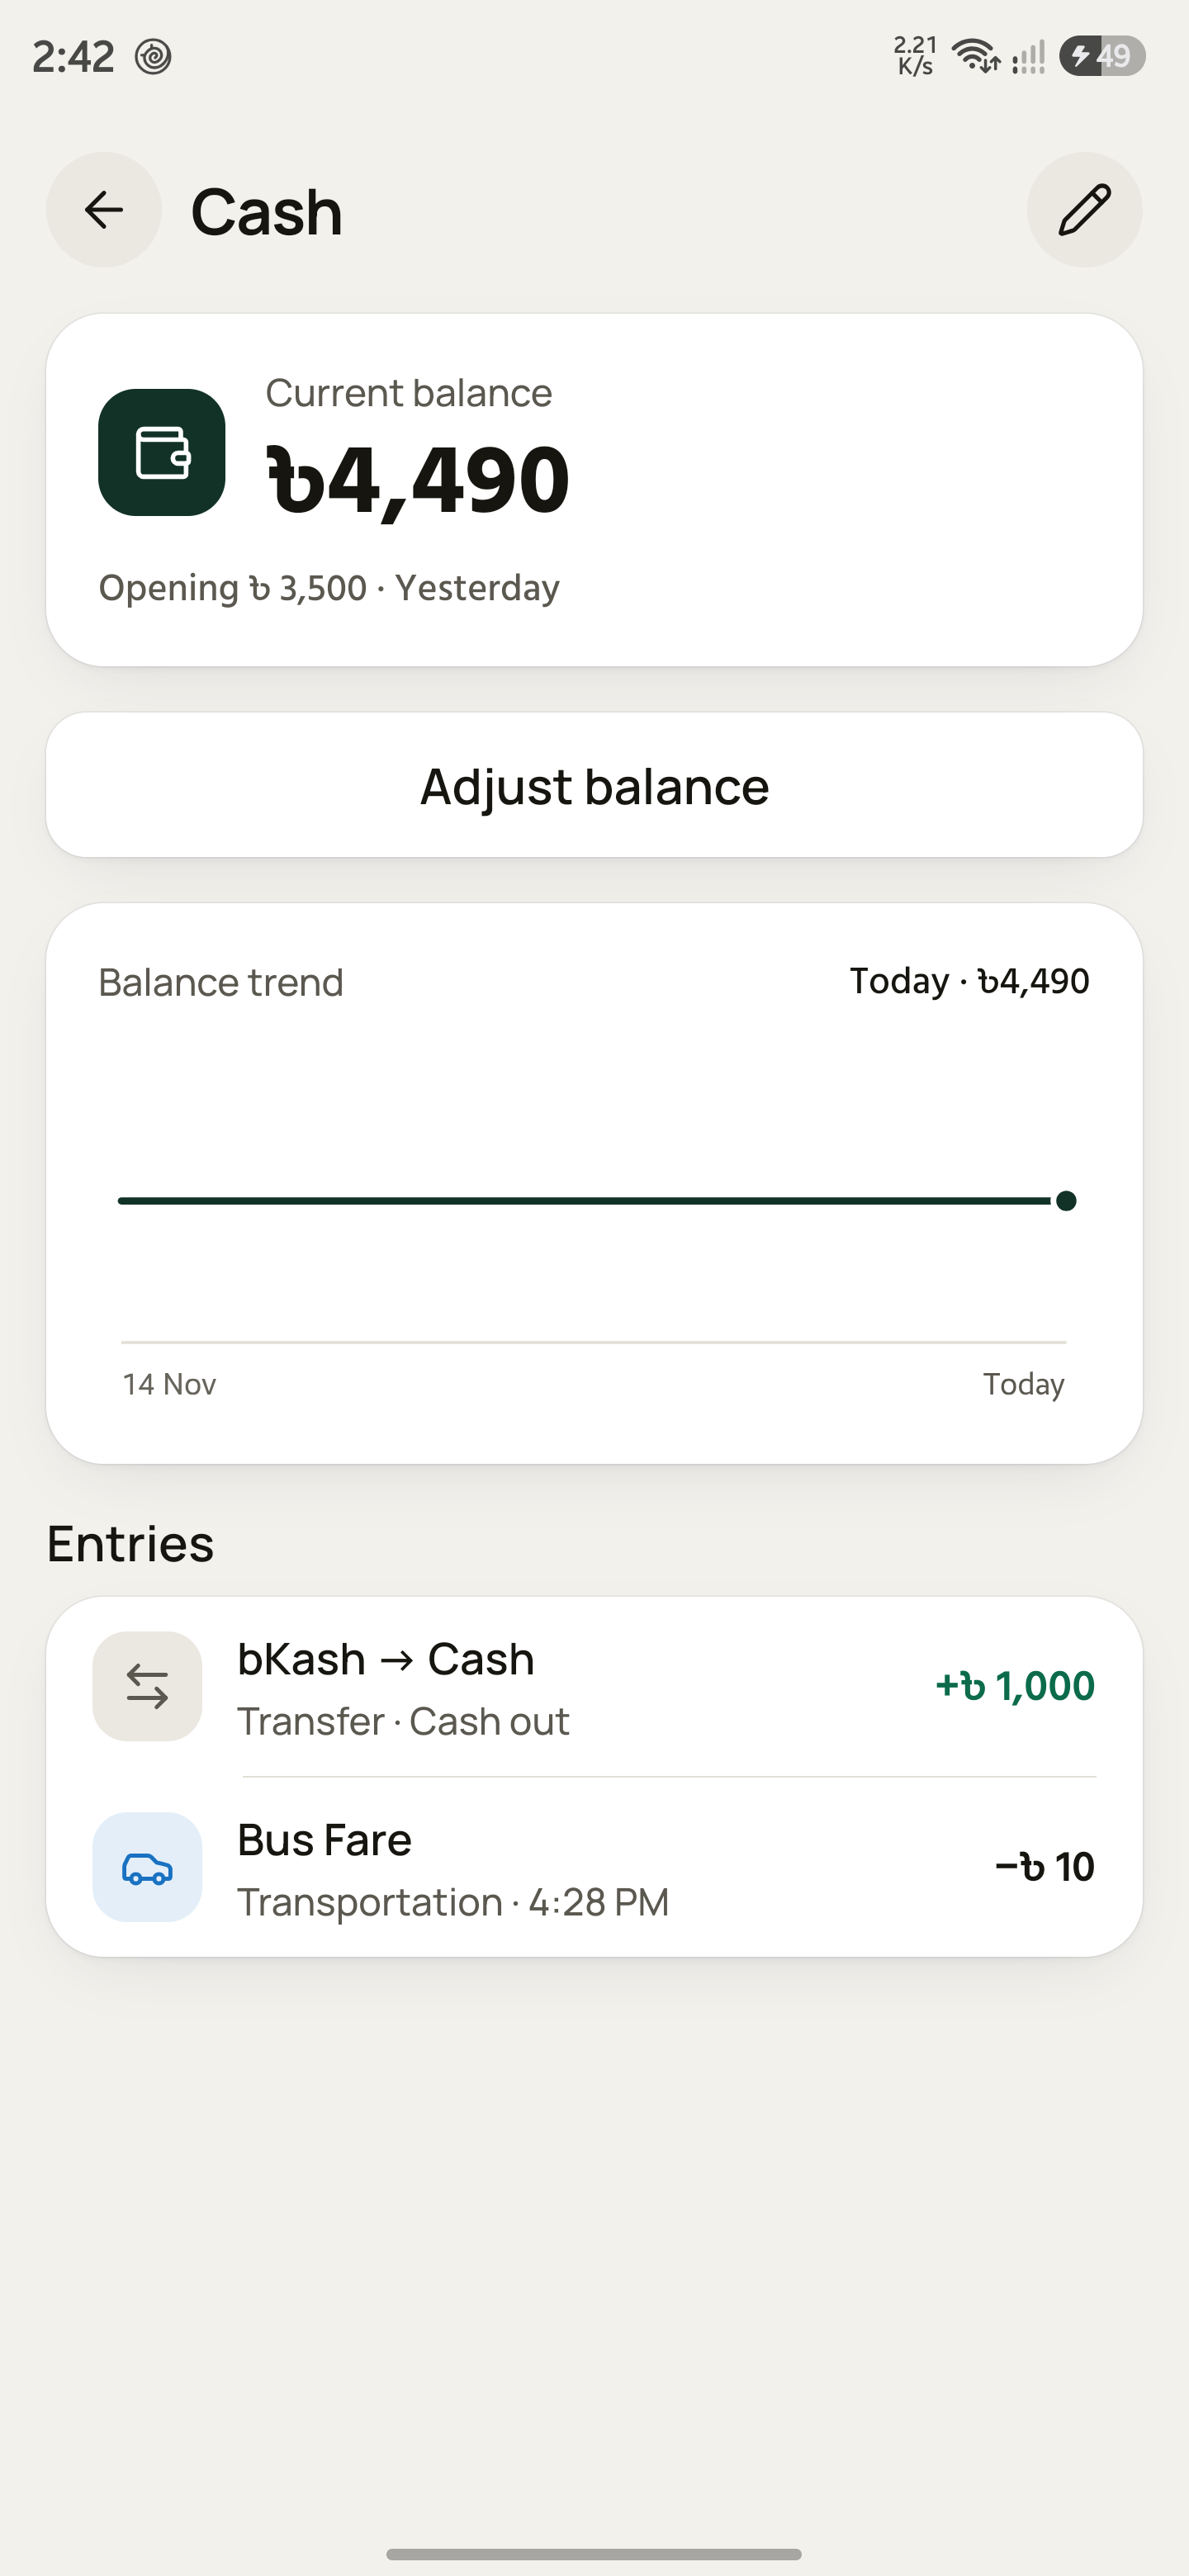 2:42
2.21
K/s
49
Cash
Current balance
৳4,490
Opening ৳ 3,500 · Yesterday
Adjust balance
Balance trend
Today · ৳4,490
14 Nov
Today
Entries
bKash → Cash
Transfer · Cash out
+৳ 1,000
Bus Fare
Transportation · 4:28 PM
−৳ 10